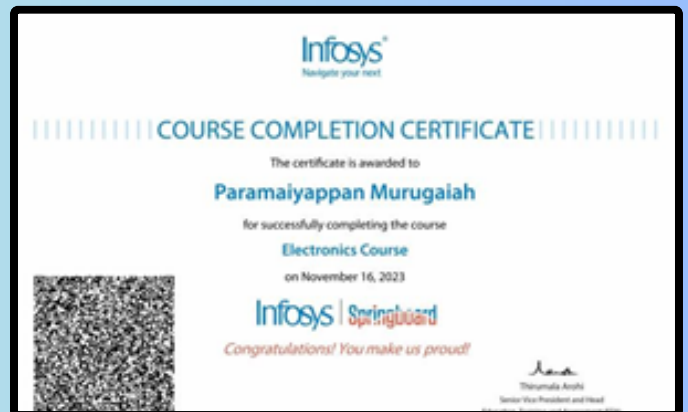 Infosys®
Navigate your next
COURSE COMPLETION CERTIFICATE
The certificate is awarded to
Paramaiyappan Murugaiah
for successfully completing the course
Electronics Course
on November 16, 2023
Infosys | Springboard
Congratulations! You make us proud!
Thirumala Arohi
Senior Vice President and Head